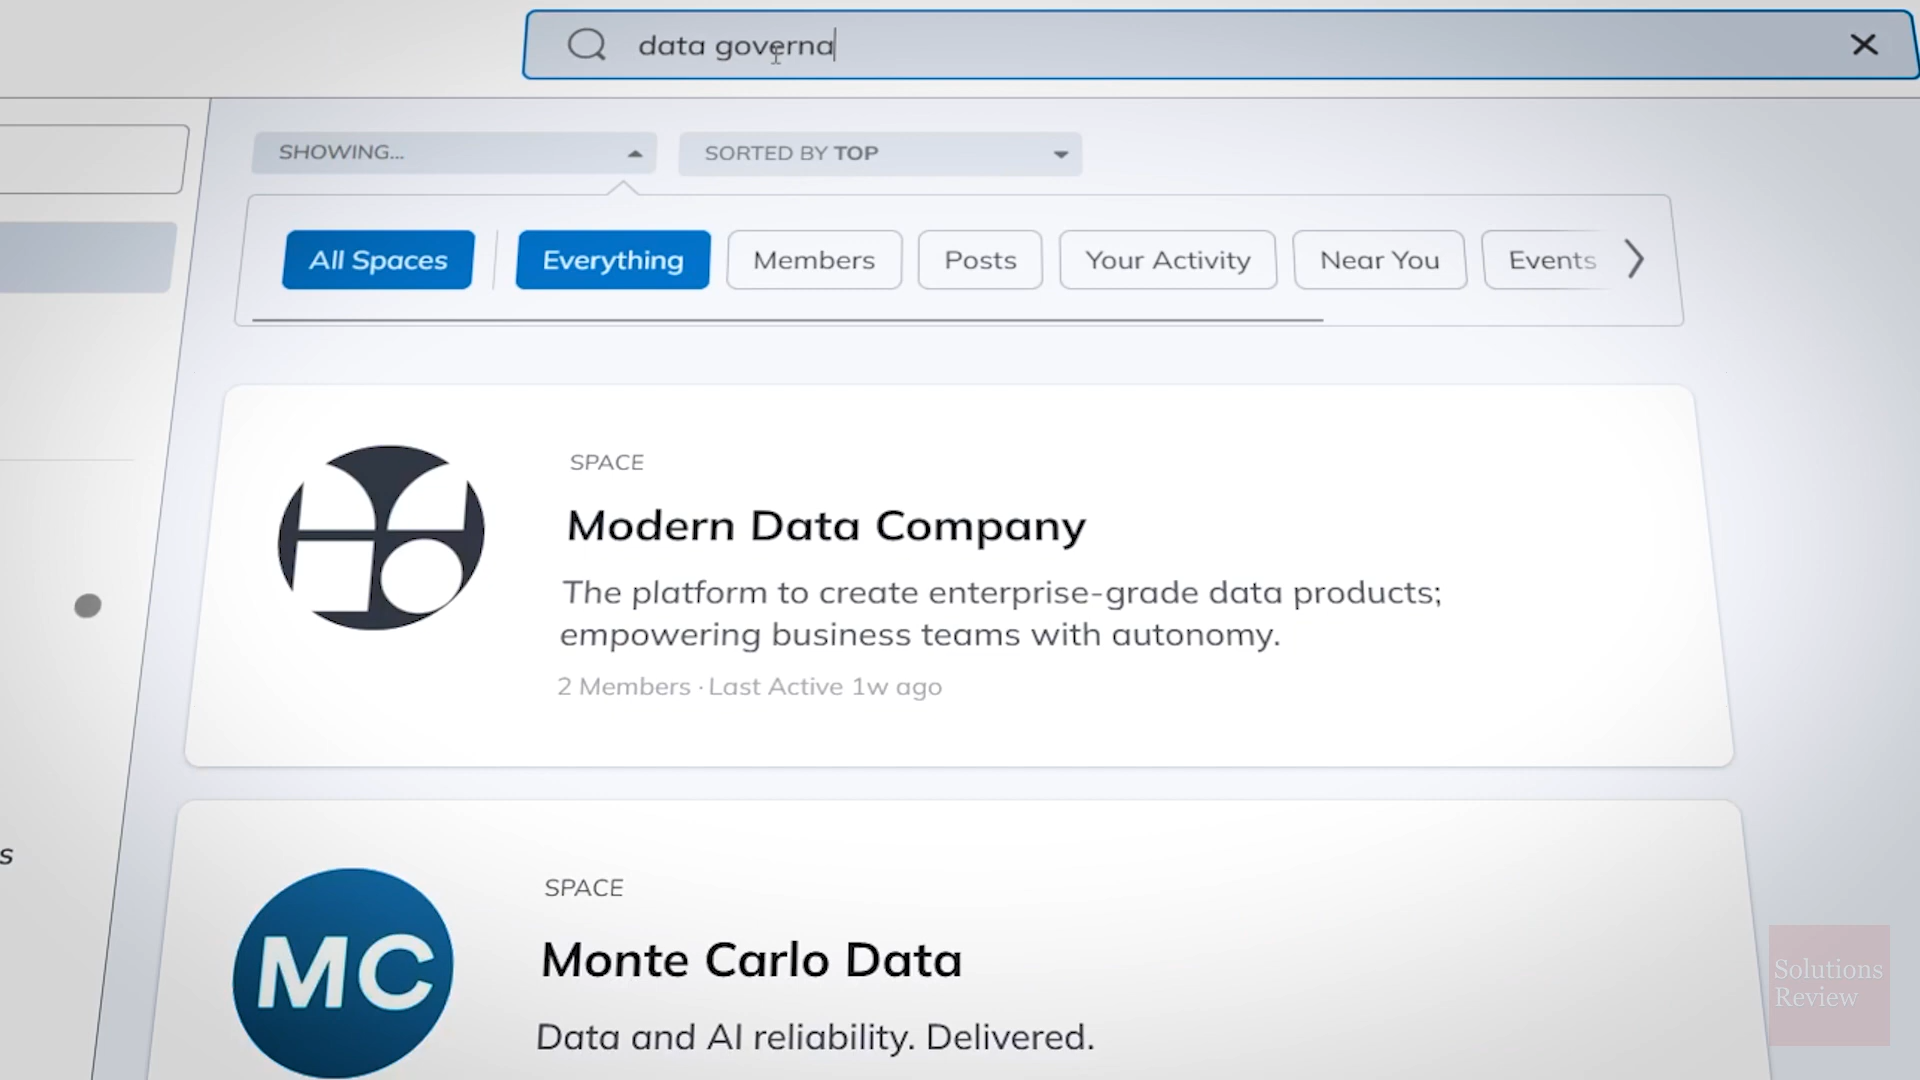 data governa
SHOWING...
SORTED BY TOP
All Spaces
Everything
Members
Posts
Your Activity
Near You
Events
SPACE
Modern Data Company
The platform to create enterprise-grade data products;
empowering business teams with autonomy.
2 Members · Last Active 1w ago
s
SPACE
MC
Monte Carlo Data
Data and AI reliability. Delivered.
Solutions
Review